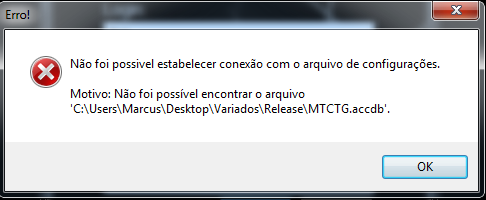 Erro!
Não foi possivel estabelecer conexão com o arquivo de configurações.
Motivo: Não foi possível encontrar o arquivo
'C:\Users\Marcus\Desktop\Variados\Release\MTCTG.accdb'.
OK